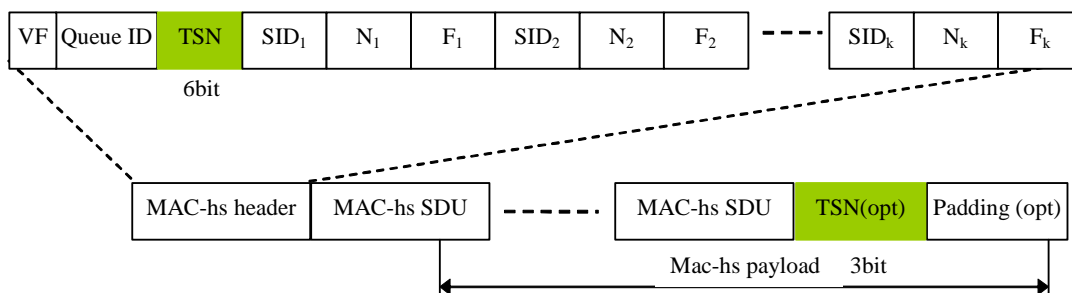 VF Queue ID TSN SID₁ N₁ F₁ SID₂ N₂ F₂ SIDₖ Nₖ Fₖ
6bit
MAC-hs header MAC-hs SDU MAC-hs SDU TSN(opt) Padding (opt)
Mac-hs payload 3bit